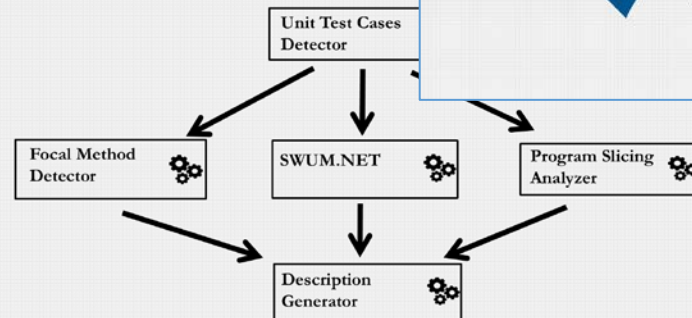 Unit Test Cases
Detector
Focal Method
Detector
SWUM.NET
Program Slicing
Analyzer
Description
Generator